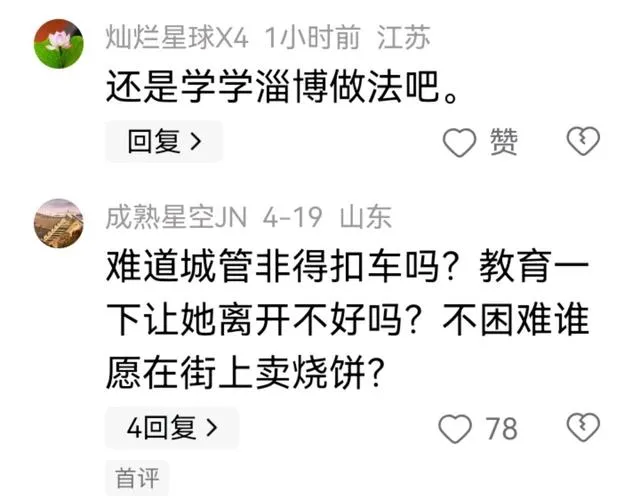 灿烂星球X4 1小时前 江苏
还是学学淄博做法吧。
回复 >
赞
成熟星空JN 4-19 山东
难道城管非得扣车吗？教育一
下让她离开不好吗？不困难谁
愿在街上卖烧饼？
4回复 >
78
首评